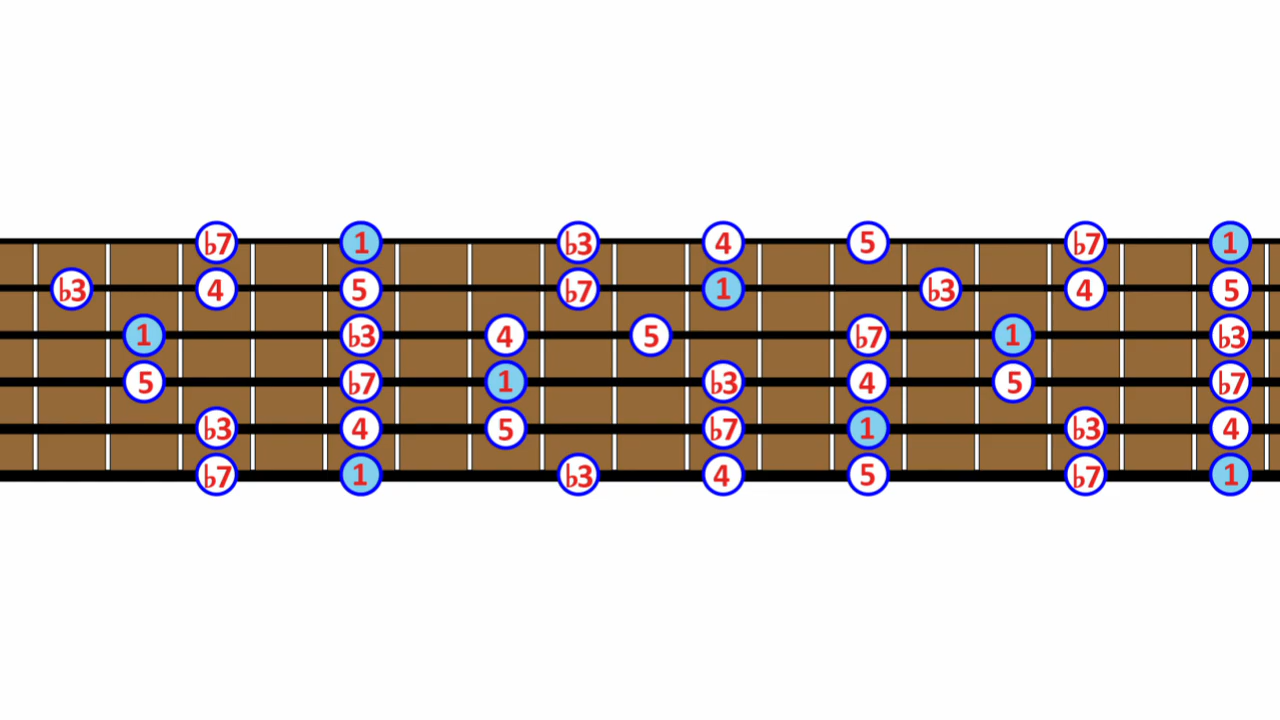 ♭7 1 ♭3 4 5 ♭7 1
♭3 4 5 ♭7 1 ♭3 4 5
1 ♭3 4 5 ♭7 1 ♭3
5 ♭7 1 ♭3 4 5 ♭7
♭3 4 5 ♭7 1 ♭3 4
♭7 1 ♭3 4 5 ♭7 1